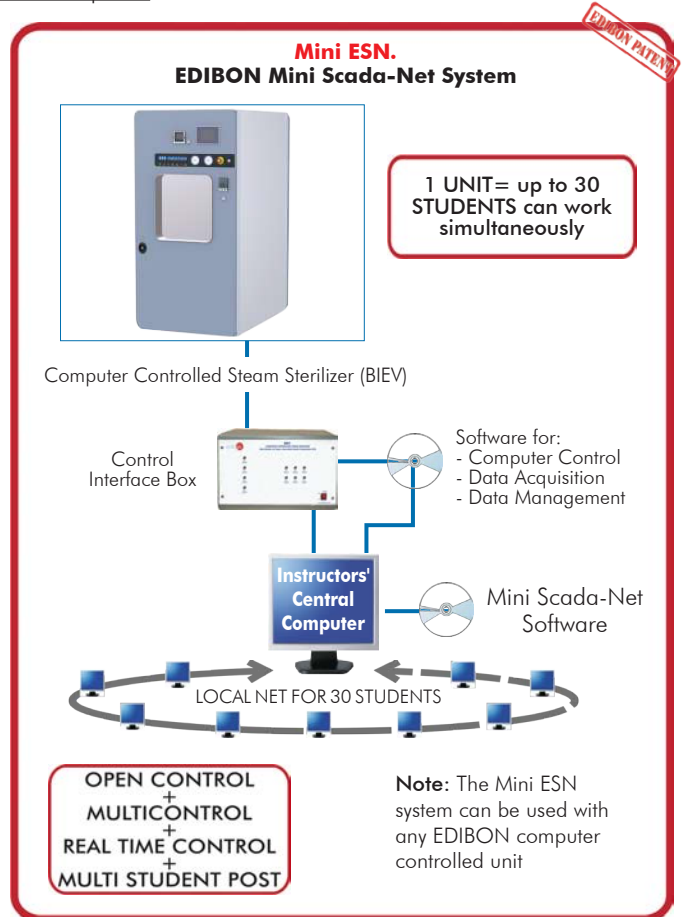 EDIBON PATENT
Mini ESN.
EDIBON Mini Scada-Net System
1 UNIT= up to 30
STUDENTS can work
simultaneously
Computer Controlled Steam Sterilizer (BIEV)
Control
Interface Box
Software for:
- Computer Control
- Data Acquisition
- Data Management
Instructors'
Central
Computer
Mini Scada-Net
Software
LOCAL NET FOR 30 STUDENTS
OPEN CONTROL
+
MULTICONTROL
+
REAL TIME CONTROL
+
MULTI STUDENT POST
Note: The Mini ESN
system can be used with
any EDIBON computer
controlled unit